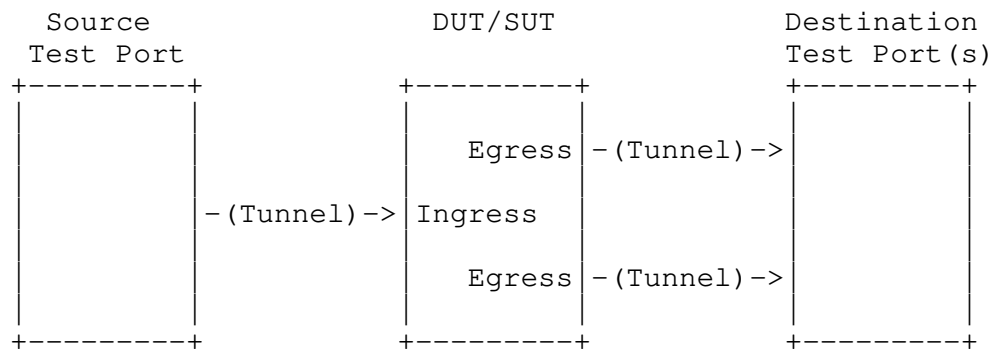 Source DUT/SUT Destination
Test Port Test Port(s)
Egress -(Tunnel)->
-(Tunnel)-> Ingress
Egress -(Tunnel)->